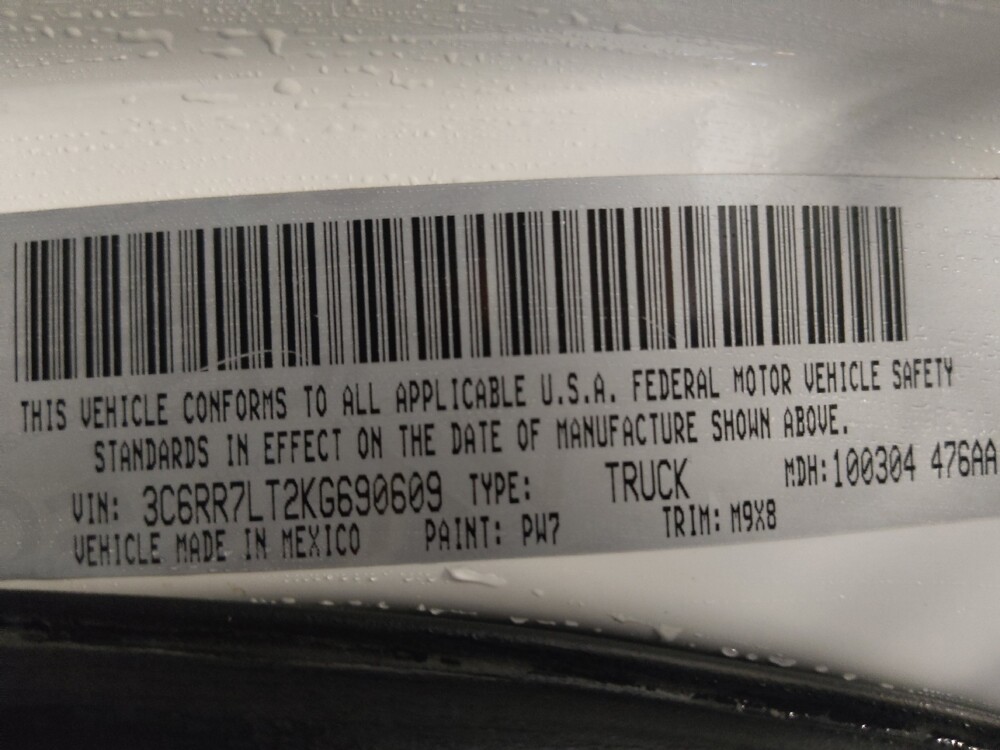 THIS VEHICLE CONFORMS TO ALL APPLICABLE U.S.A. FEDERAL MOTOR VEHICLE SAFETY
STANDARDS IN EFFECT ON THE DATE OF MANUFACTURE SHOWN ABOVE.
VIN: 3C6RR7LT2KG690609 TYPE: TRUCK MDH:100304 476AA
VEHICLE MADE IN MEXICO PAINT: PW7 TRIM: M9X8